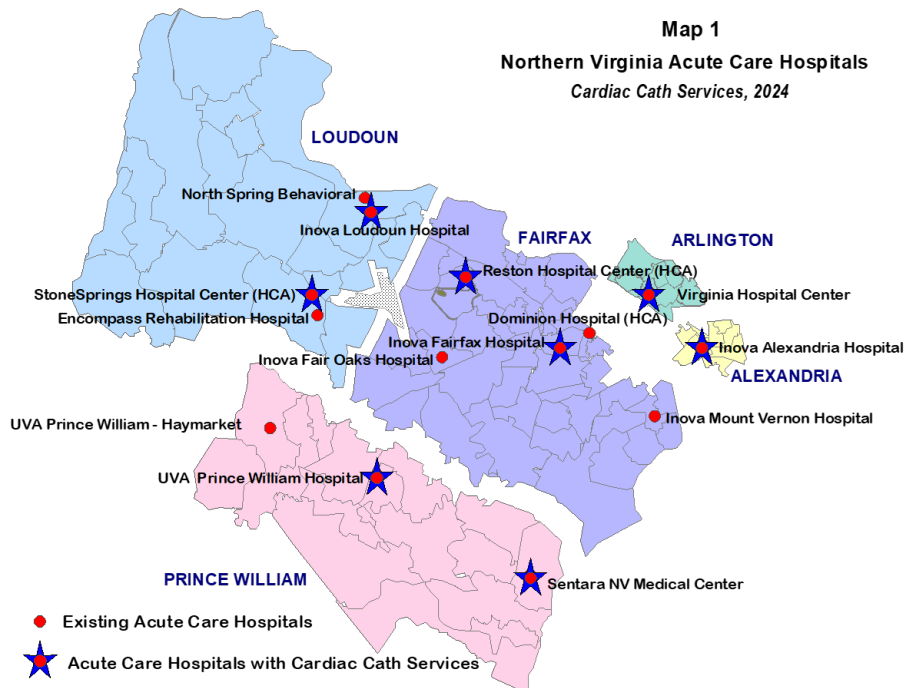 Map 1
Northern Virginia Acute Care Hospitals
Cardiac Cath Services, 2024
LOUDOUN
North Spring Behavioral
Inova Loudoun Hospital
FAIRFAX
ARLINGTON
Reston Hospital Center (HCA)
StoneSprings Hospital Center (HCA)
Virginia Hospital Center
Encompass Rehabilitation Hospital
Dominion Hospital (HCA)
Inova Fairfax Hospital
Inova Alexandria Hospital
Inova Fair Oaks Hospital
ALEXANDRIA
Inova Mount Vernon Hospital
UVA Prince William - Haymarket
UVA Prince William Hospital
PRINCE WILLIAM
Sentara NV Medical Center
Existing Acute Care Hospitals
Acute Care Hospitals with Cardiac Cath Services